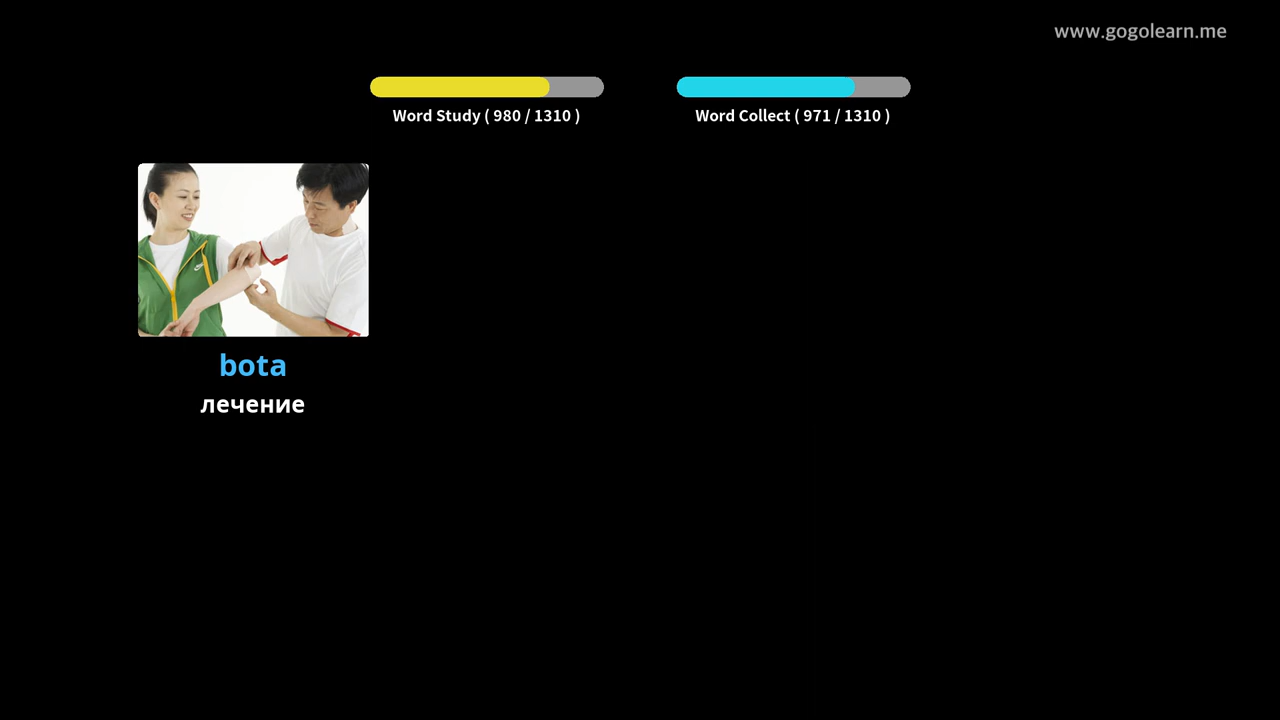 www.gogolearn.me
Word Study ( 980 / 1310 )
Word Collect ( 971 / 1310 )
bota
лечение